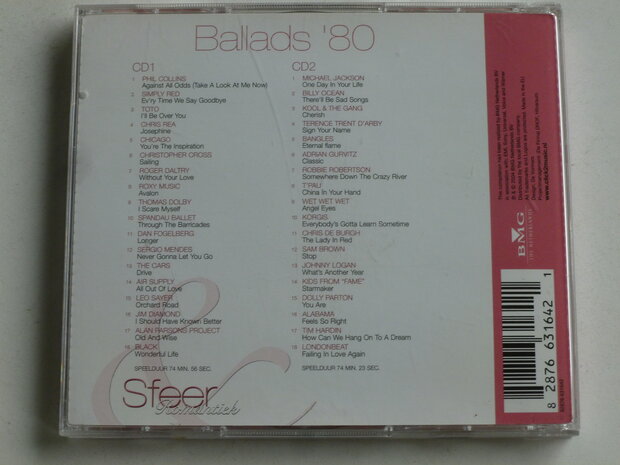 Ballads '80
CD1
1 PHIL COLLINS
Against All Odds (Take A Look At Me Now)
2 SIMPLY RED
Ev'ry Time We Say Goodbye
3 TOTO
I'll Be Over You
4 CHRIS REA
Josephine
5 CHICAGO
You're The Inspiration
6 CHRISTOPHER CROSS
Sailing
7 ROGER DALTRY
Without Your Love
8 ROXY MUSIC
Avalon
9 THOMAS DOLBY
I Scare Myself
10 SPANDAU BALLET
Through The Barricades
11 DAN FOGELBERG
Longer
12 SERGIO MENDES
Never Gonna Let You Go
13 THE CARS
Drive
14 AIR SUPPLY
All Out Of Love
15 LEO SAYER
Orchard Road
16 JIM DIAMOND
I Should Have Known Better
17 ALAN PARSONS PROJECT
Old And Wise
18 BLACK
Wonderful Life
SPEELDUUR 74 MIN. 56 SEC.
CD2
1 MICHAEL JACKSON
One Day In Your Life
2 BILLY OCEAN
There'll Be Sad Songs
3 KOOL & THE GANG
Cherish
4 TERENCE TRENT D'ARBY
Sign Your Name
5 BANGLES
Eternal flame
6 ADRIAN GURVITZ
Classic
7 ROBBIE ROBERTSON
Somewhere Down The Crazy River
8 T'PAU
China In Your Hand
9 WET WET WET
Angel Eyes
10 KORGIS
Everybody's Gotta Learn Sometime
11 CHRIS DE BURGH
The Lady In Red
12 SAM BROWN
Stop
13 JOHNNY LOGAN
What's Another Year
14 KIDS FROM "FAME"
Starmaker
15 DOLLY PARTON
You Are
16 ALABAMA
Feels So Right
17 TIM HARDIN
How Can We Hang On To A Dream
18 LONDONBEAT
Failing In Love Again
SPEELDUUR 74 MIN. 23 SEC.
&
Sfeer
Romantiek
BMG
8 2876 631642 1